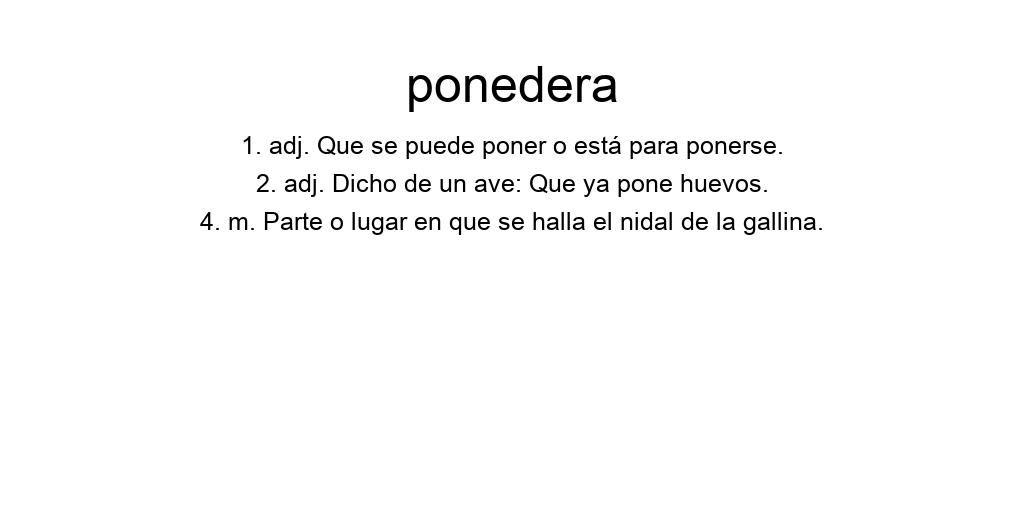 ponedera
1. adj. Que se puede poner o está para ponerse.
2. adj. Dicho de un ave: Que ya pone huevos.
4. m. Parte o lugar en que se halla el nidal de la gallina.